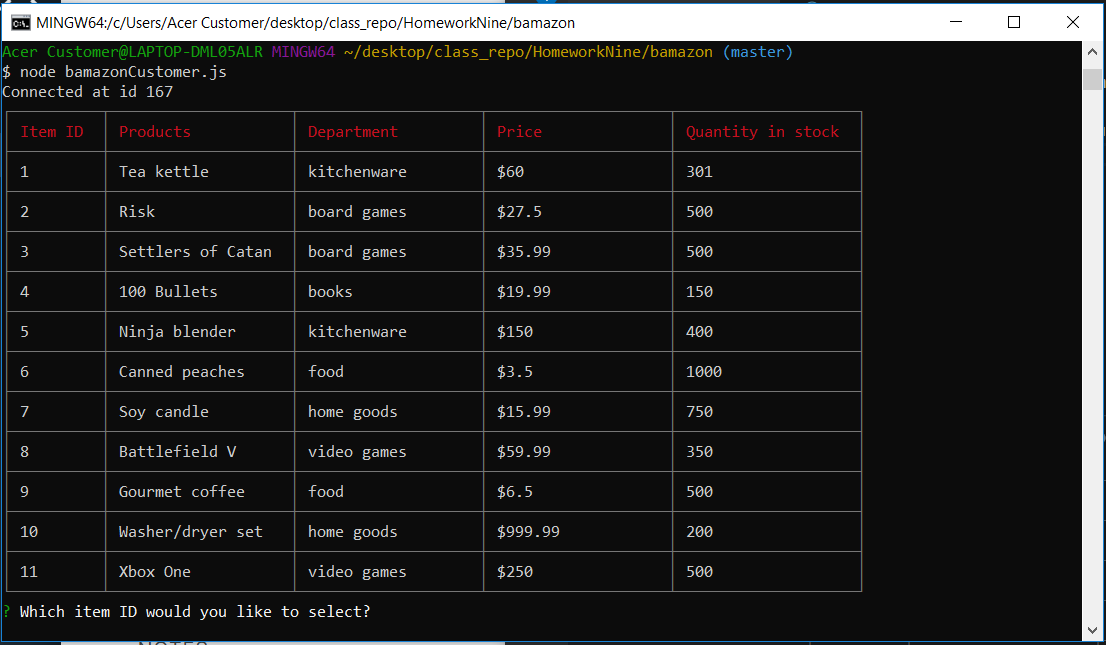 MINGW64:/c/Users/Acer Customer/desktop/class_repo/HomeworkNine/bamazon
Acer Customer@LAPTOP-DML05ALR MINGW64 ~/desktop/class_repo/HomeworkNine/bamazon (master)
$ node bamazonCustomer.js
Connected at id 167
Item ID Products Department Price Quantity in stock
1 Tea kettle kitchenware $60 301
2 Risk board games $27.5 500
3 Settlers of Catan board games $35.99 500
4 100 Bullets books $19.99 150
5 Ninja blender kitchenware $150 400
6 Canned peaches food $3.5 1000
7 Soy candle home goods $15.99 750
8 Battlefield V video games $59.99 350
9 Gourmet coffee food $6.5 500
10 Washer/dryer set home goods $999.99 200
11 Xbox One video games $250 500
? Which item ID would you like to select?